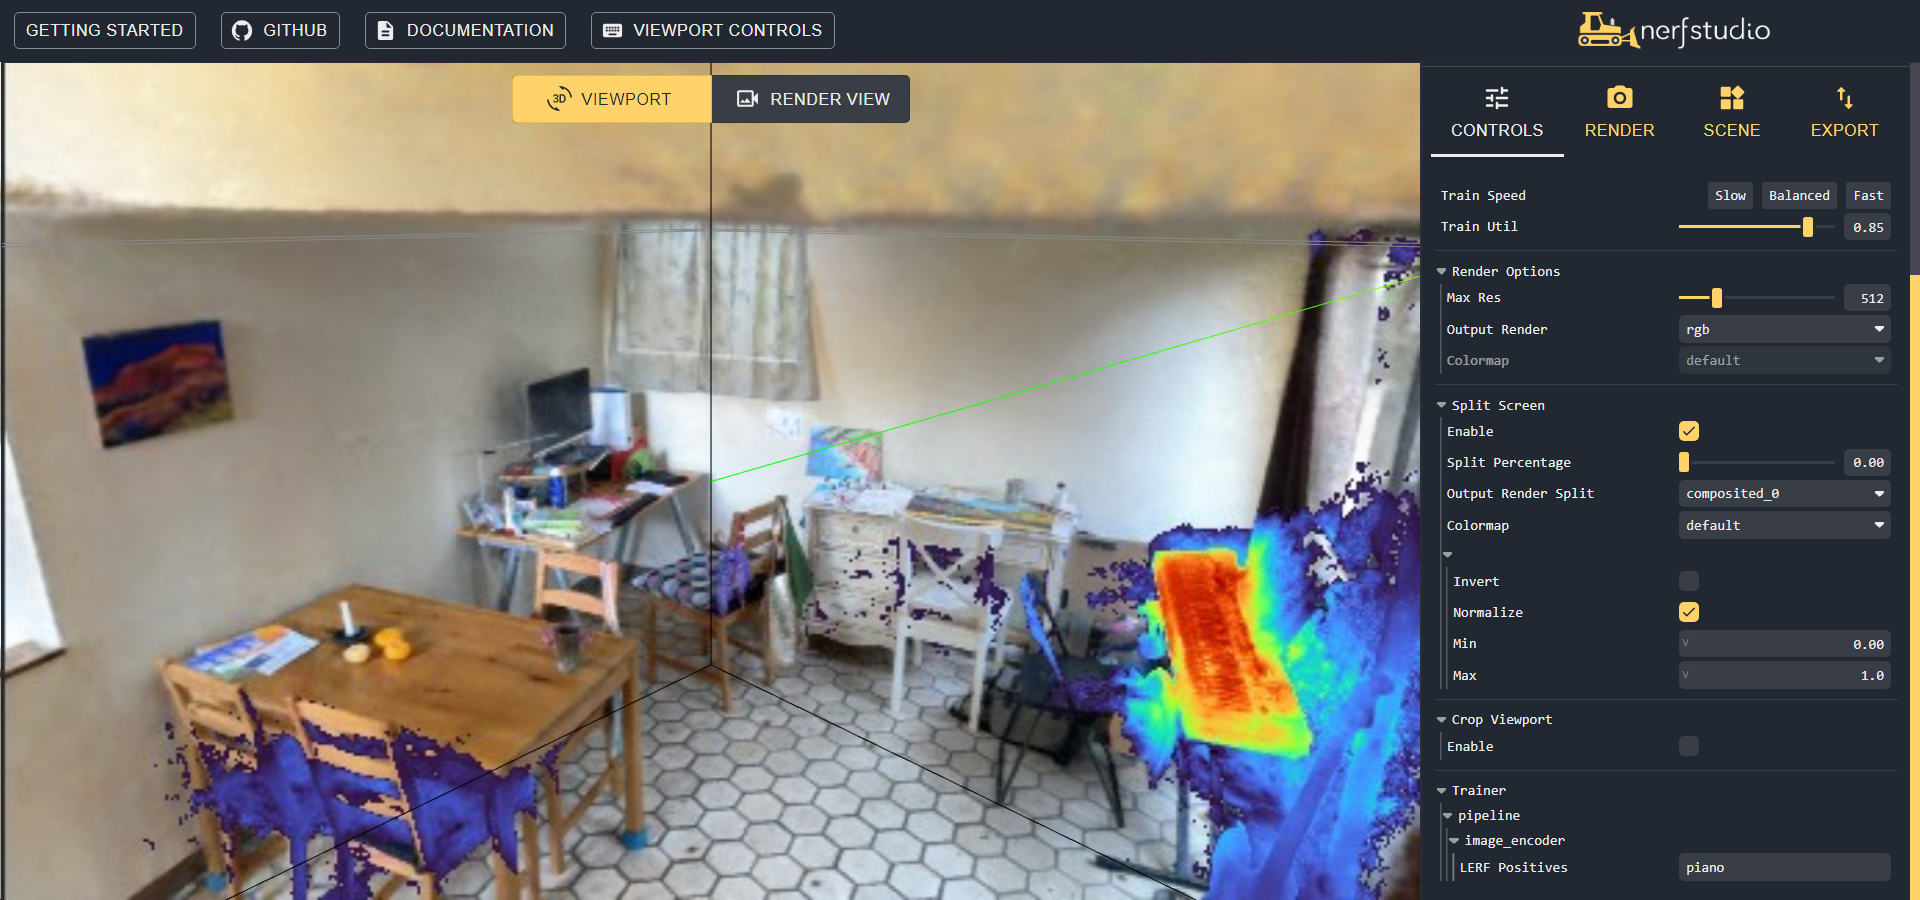 GETTING STARTED
GITHUB
DOCUMENTATION
VIEWPORT CONTROLS
nerfstudio
VIEWPORT
RENDER VIEW
CONTROLS
RENDER
SCENE
EXPORT
Train Speed Slow Balanced Fast
Train Util 0.85
Render Options
Max Res 512
Output Render rgb
Colormap default
Split Screen
Enable
Split Percentage 0.00
Output Render Split composited_0
Colormap default
Invert
Normalize
Min V 0.00
Max V 1.0
Crop Viewport
Enable
Trainer
pipeline
image_encoder
LERF Positives piano